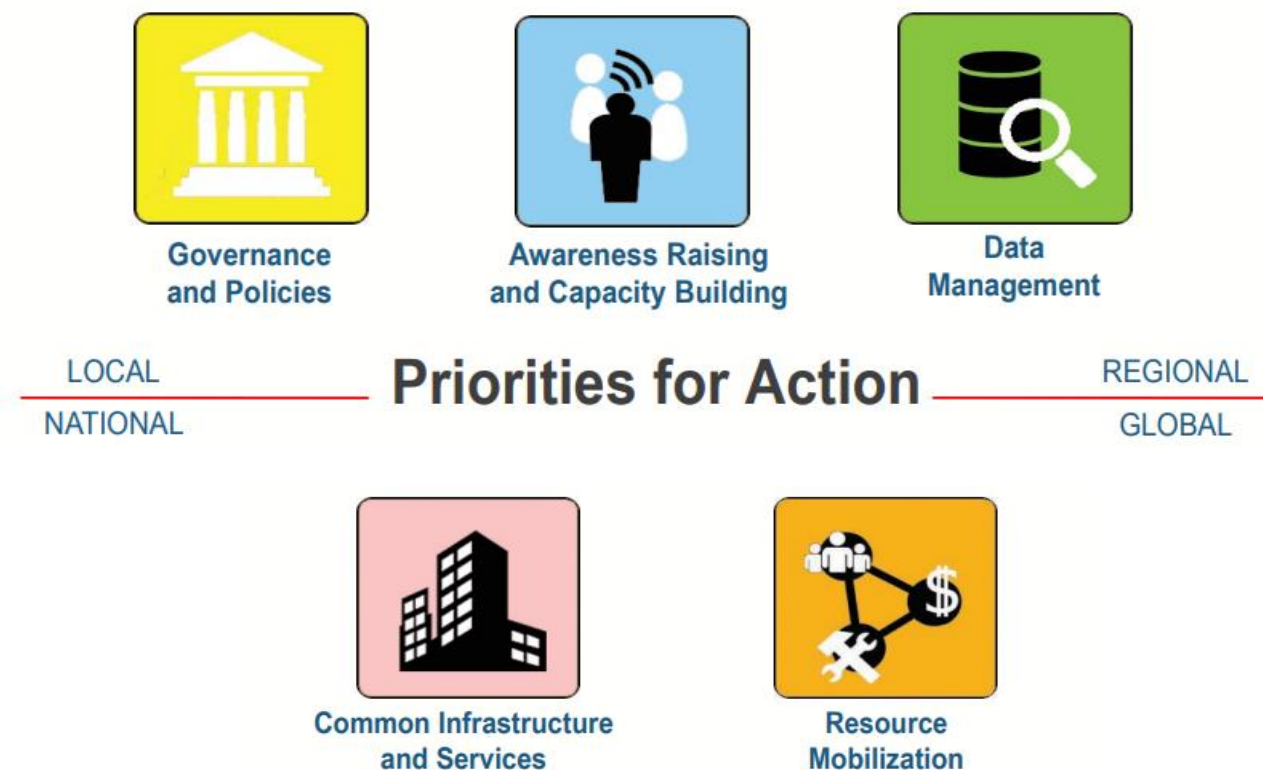 Governance
and Policies
Awareness Raising
and Capacity Building
Data
Management
LOCAL
NATIONAL
Priorities for Action
REGIONAL
GLOBAL
Common Infrastructure
and Services
Resource
Mobilization